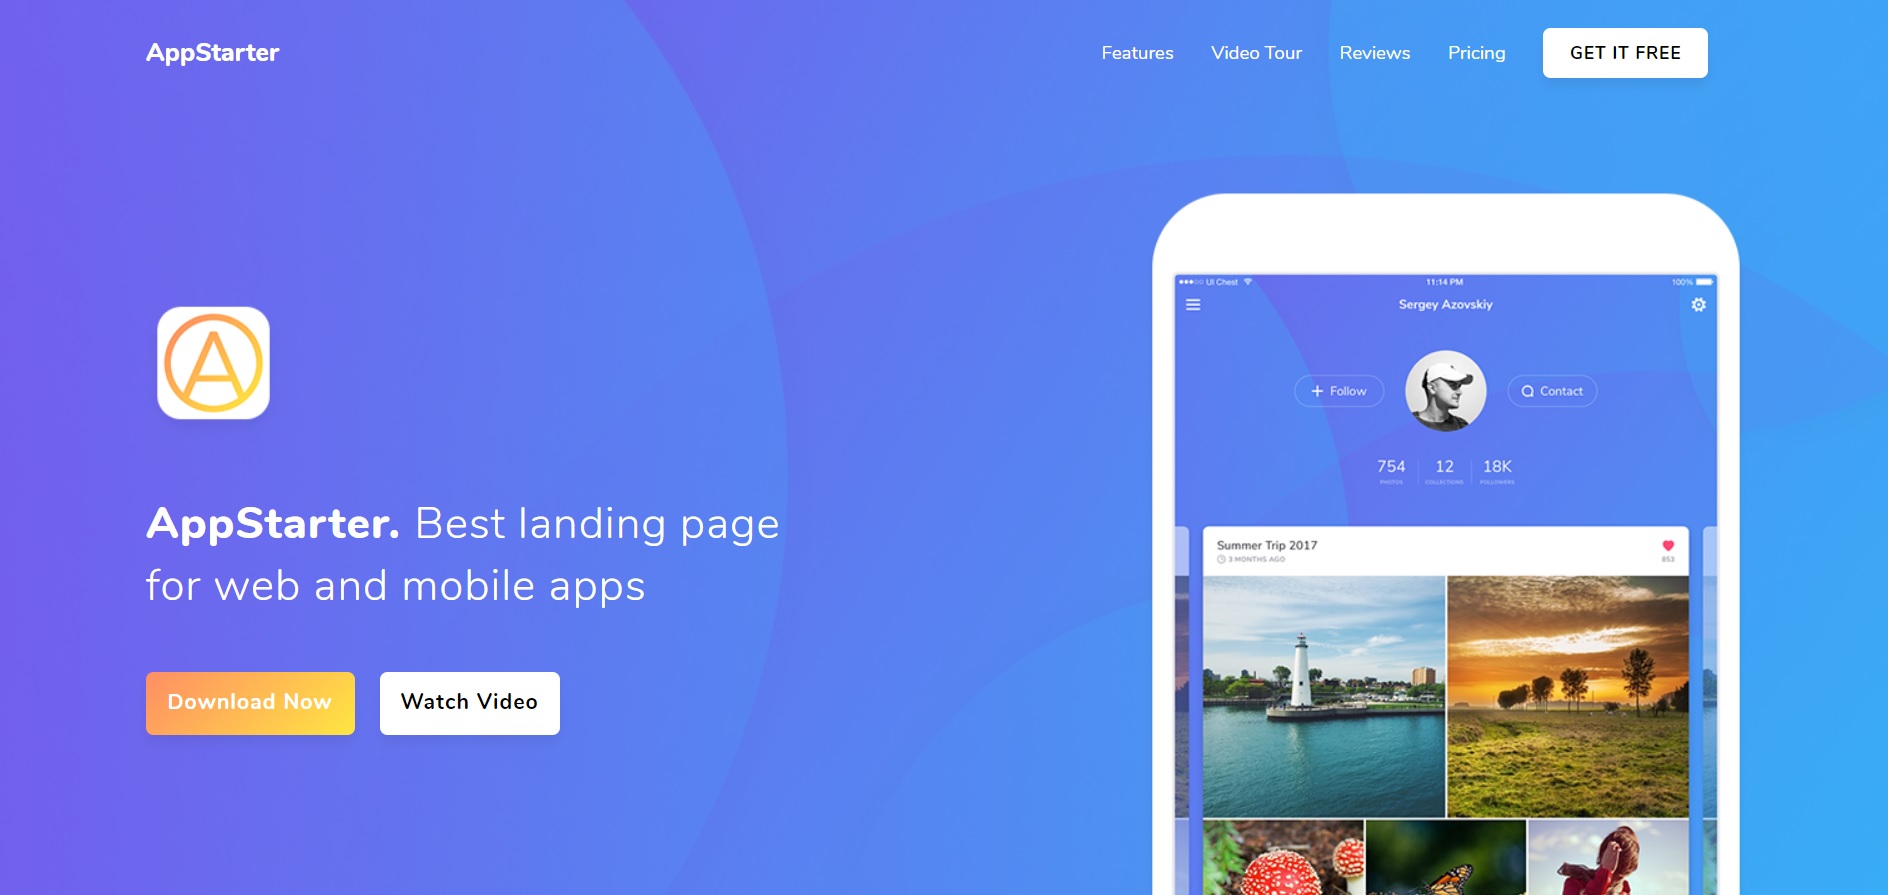 AppStarter
Features Video Tour Reviews Pricing GET IT FREE
AppStarter. Best landing page
for web and mobile apps
Download Now Watch Video
UI Chest 11:14 PM 100%
Sergey Azovskiy
Follow Contact
754 12 18K
PHOTOS COLLECTIONS FOLLOWERS
Summer Trip 2017
3 MONTHS AGO 853